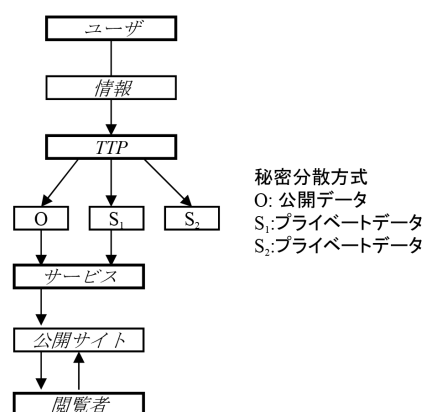 ユーザ
情報
TTP
O
S₁
S₂
サービス
公開サイト
閲覧者
秘密分散方式
O: 公開データ
S₁:プライベートデータ
S₂:プライベートデータ